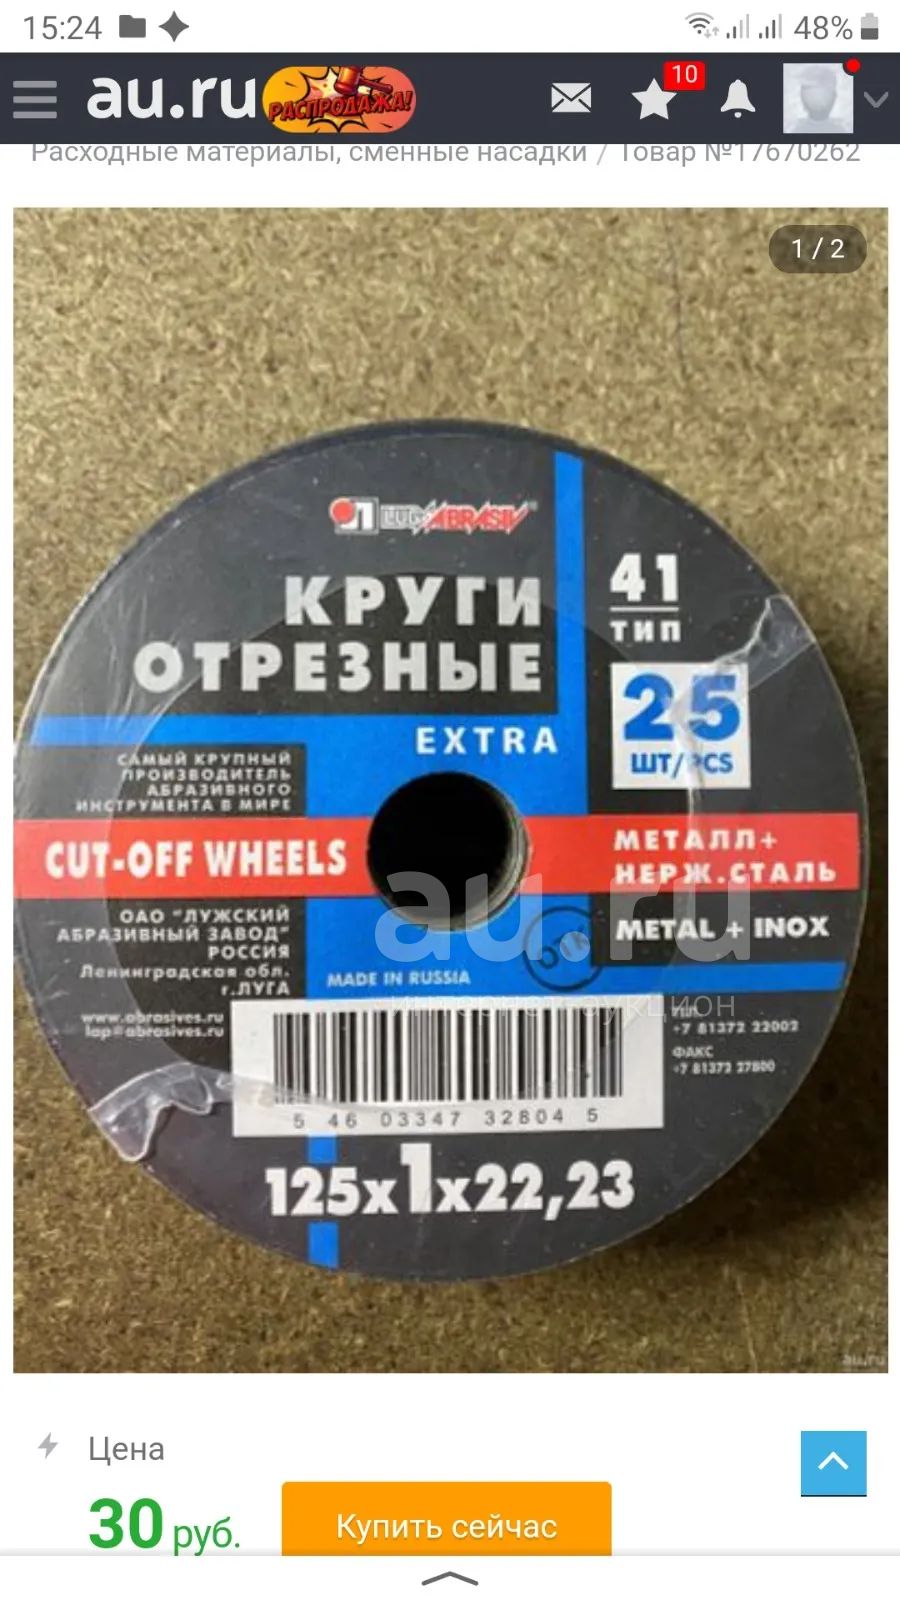 15:24
48%
au.ru
РАСПРОДАЖА!
10
Расходные материалы, сменные насадки / Товар №17670262
1 / 2
LUGAABRASIV
КРУГИ
ОТРЕЗНЫЕ
EXTRA
41
ТИП
25
ШТ/PCS
САМЫЙ КРУПНЫЙ
ПРОИЗВОДИТЕЛЬ
АБРАЗИВНОГО
ИНСТРУМЕНТА В МИРЕ
CUT-OFF WHEELS
МЕТАЛЛ+
НЕРЖ.СТАЛЬ
METAL + INOX
ОАО "ЛУЖСКИЙ
АБРАЗИВНЫЙ ЗАВОД"
РОССИЯ
Ленинградская обл.
г.ЛУГА
www.abrasives.ru
lap@abrasives.ru
MADE IN RUSSIA
ОТК
au.ru
интернет-аукцион
ТЕЛ.
+7 81372 22002
ФАКС
+7 81372 27800
5 46 03347 32804 5
125x1x22,23
au.ru
Цена
30 руб.
Купить сейчас